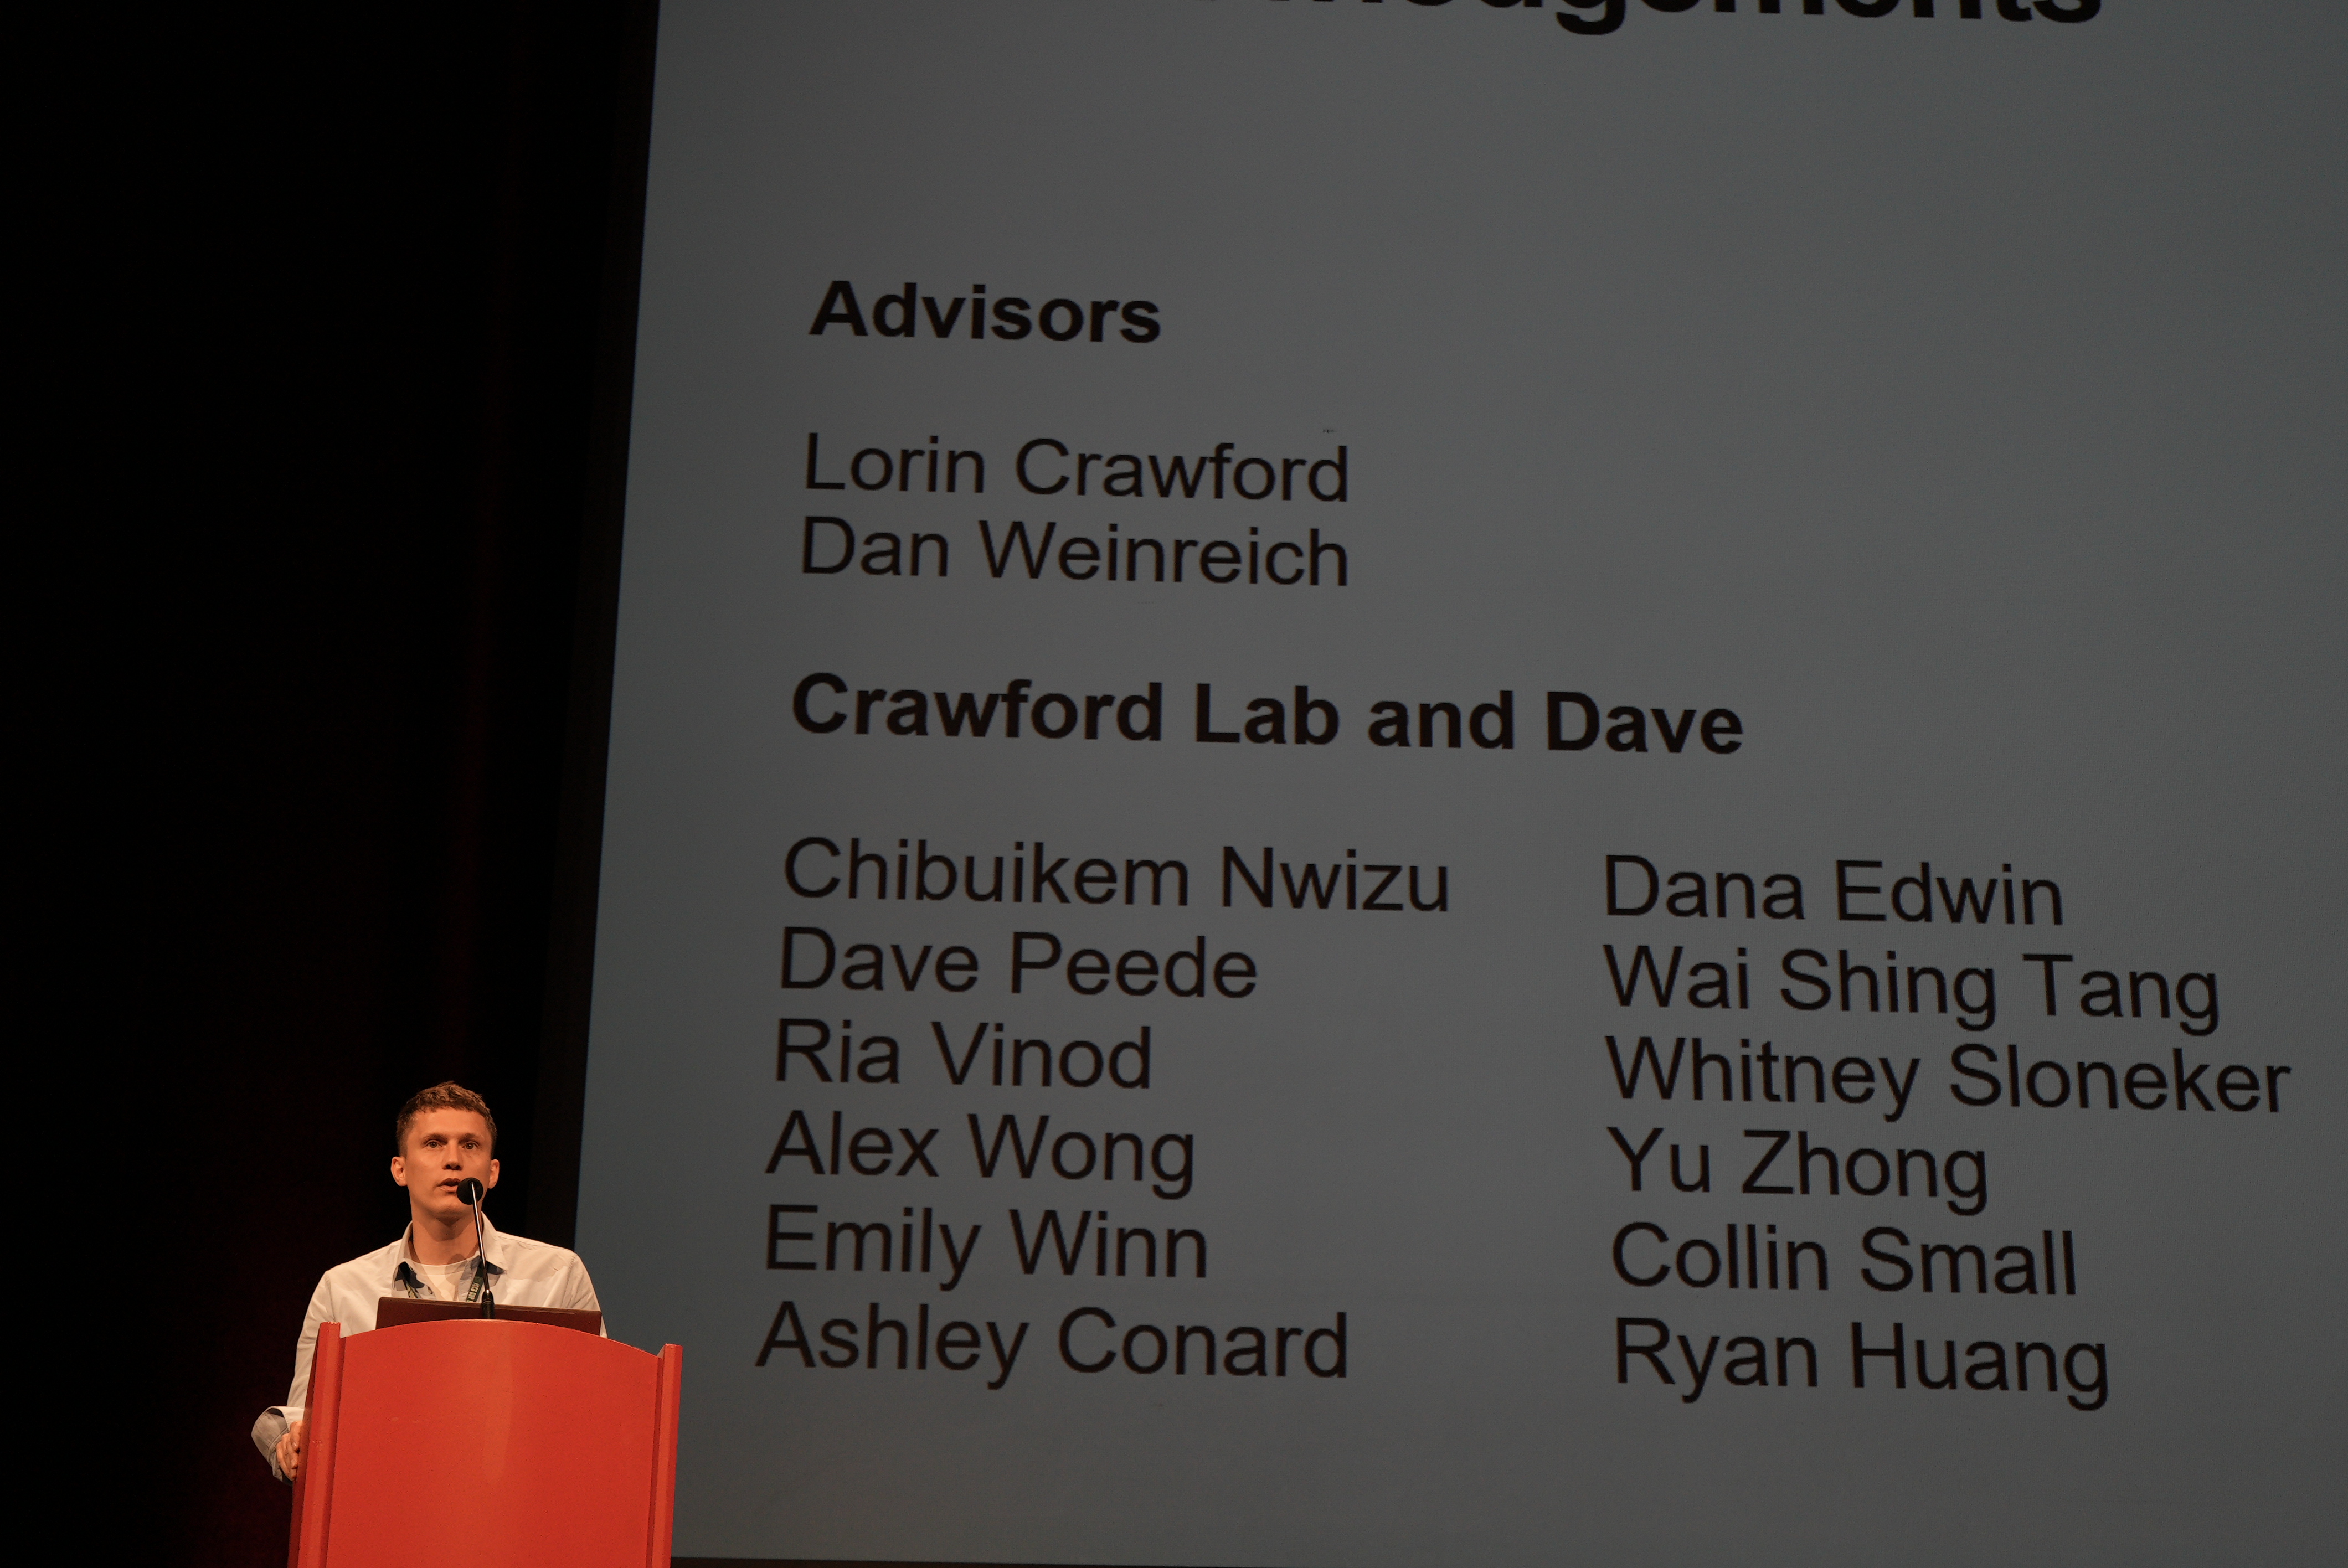 Advisors
Lorin Crawford
Dan Weinreich
Crawford Lab and Dave
Chibuikem Nwizu
Dave Peede
Ria Vinod
Alex Wong
Emily Winn
Ashley Conard
Dana Edwin
Wai Shing Tang
Whitney Sloneker
Yu Zhong
Collin Small
Ryan Huang